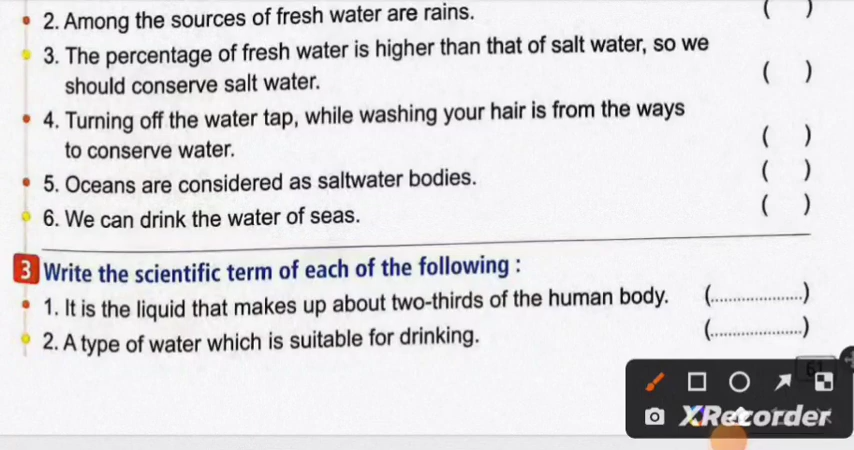 2. Among the sources of fresh water are rains. ( )
3. The percentage of fresh water is higher than that of salt water, so we
should conserve salt water. ( )
4. Turning off the water tap, while washing your hair is from the ways
to conserve water. ( )
5. Oceans are considered as saltwater bodies. ( )
6. We can drink the water of seas. ( )
3 Write the scientific term of each of the following :
1. It is the liquid that makes up about two-thirds of the human body. (....................)
2. A type of water which is suitable for drinking. (....................)
XRecorder